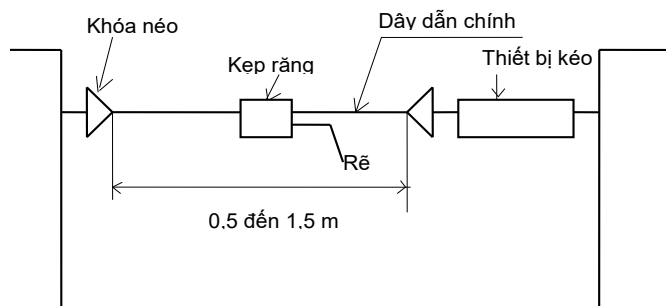 Khóa néo
Dây dẫn chính
Kẹp răng
Thiết bị kéo
Rẽ
0,5 đến 1,5 m